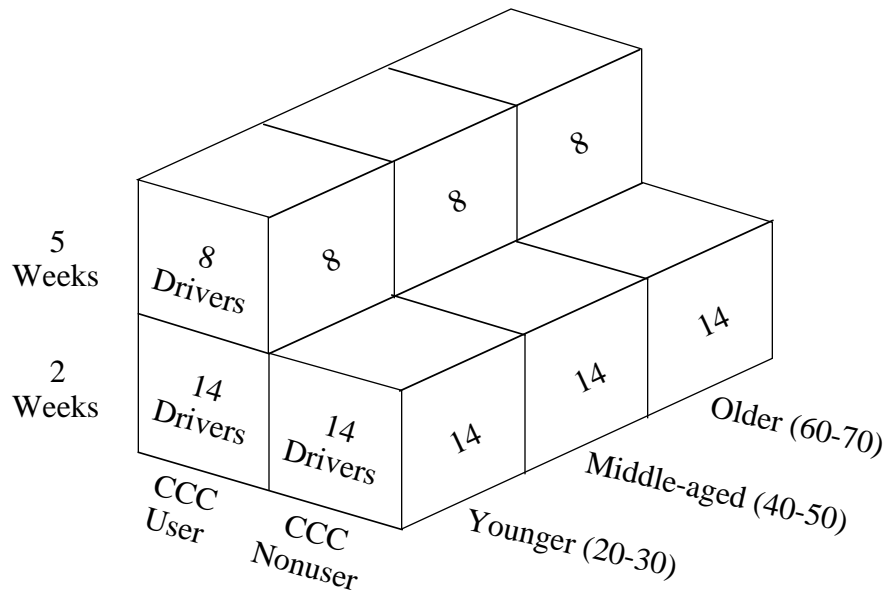 8
8
8
5
Weeks
8
Drivers
2
Weeks
14
Drivers
14
Drivers
14
14
14
CCC
User
CCC
Nonuser
Younger (20-30)
Middle-aged (40-50)
Older (60-70)